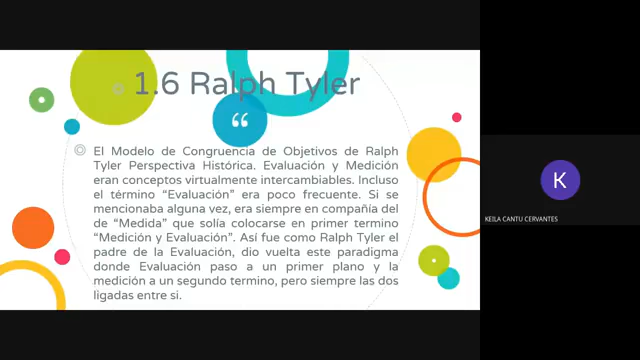 1.6 Ralph Tyler
“
El Modelo de Congruencia de Objetivos de Ralph
Tyler Perspectiva Histórica. Evaluación y Medición
eran conceptos virtualmente intercambiables. Incluso
el término “Evaluación” era poco frecuente. Si se
mencionaba alguna vez, era siempre en compañía del
de “Medida” que solía colocarse en primer termino
“Medición y Evaluación”. Así fue como Ralph Tyler el
padre de la Evaluación, dio vuelta este paradigma
donde Evaluación paso a un primer plano y la
medición a un segundo termino, pero siempre las dos
ligadas entre si.
K
KEILA CANTU CERVANTES